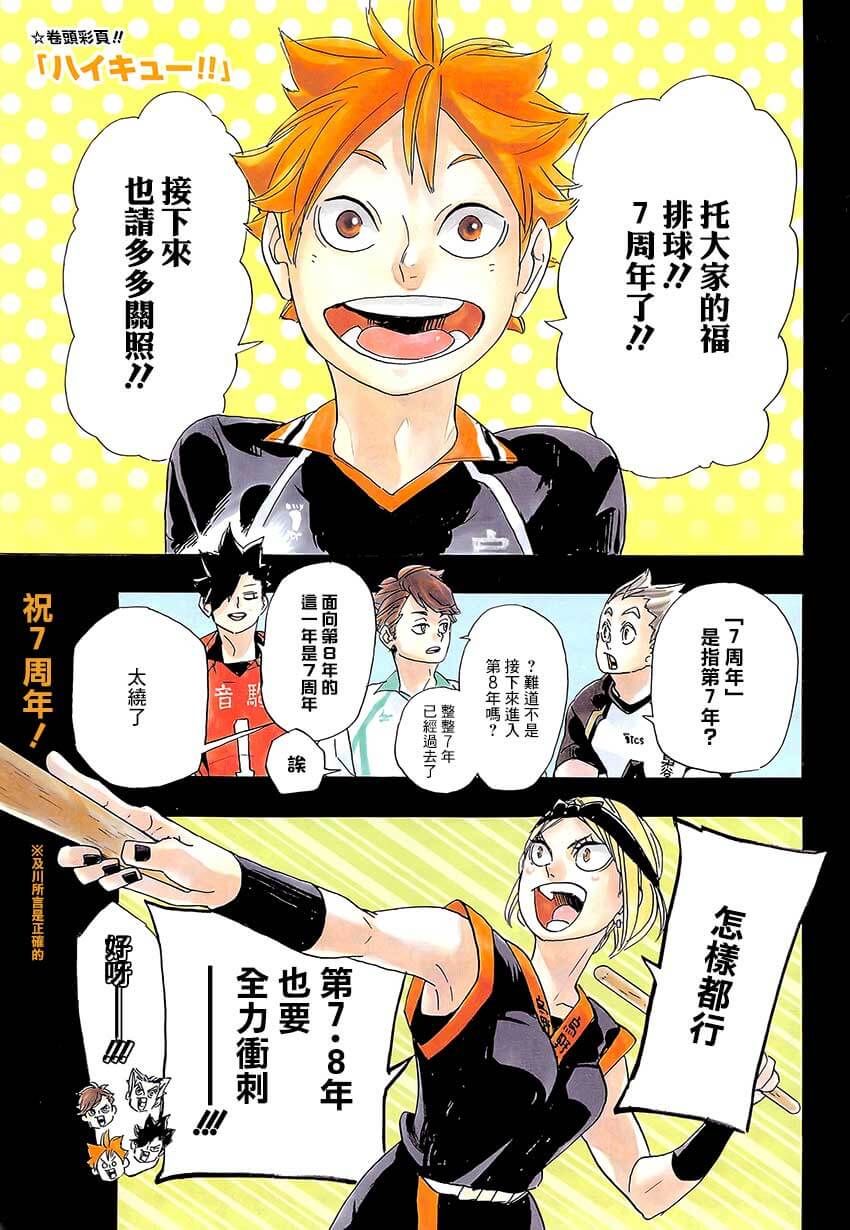 ☆卷頭彩頁!!
「ハイキュー!!」
托大家的福
排球!!
7周年了!!
接下來
也請多多關照!!
「7周年」
是指第7年?
?難道不是
接下來進入
第8年嗎?
整整7年
已經過去了
面向第8年的
這一年是7周年
誒
太繞了
音駒
1
祝7周年!
※及川所言是正確的
怎樣都行
第7·8年
也要
全力衝刺
——!!!
好呀——!!!